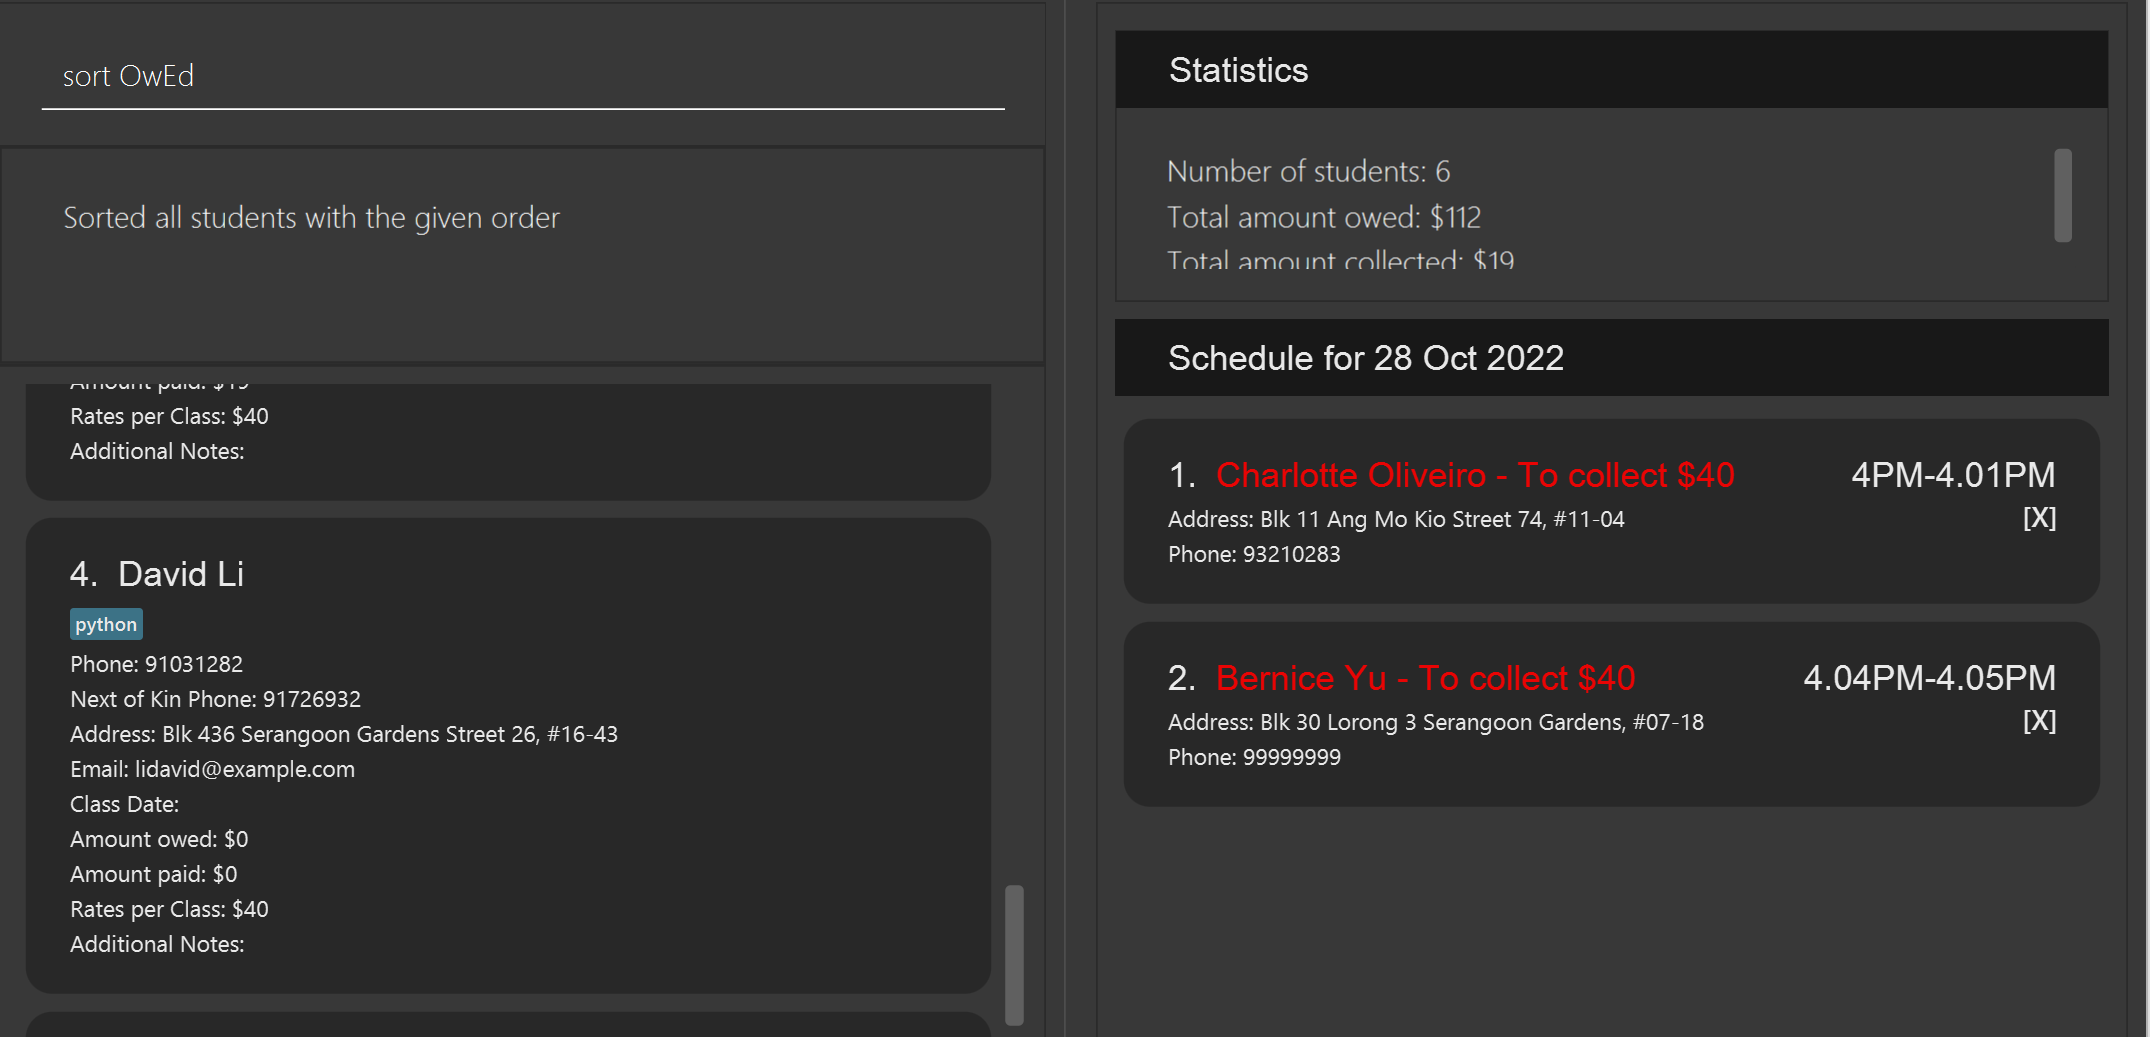 sort OwEd
Sorted all students with the given order
Amount paid: $19
Rates per Class: $40
Additional Notes:
4. David Li
python
Phone: 91031282
Next of Kin Phone: 91726932
Address: Blk 436 Serangoon Gardens Street 26, #16-43
Email: lidavid@example.com
Class Date:
Amount owed: $0
Amount paid: $0
Rates per Class: $40
Additional Notes:
Statistics
Number of students: 6
Total amount owed: $112
Total amount collected: $19
Schedule for 28 Oct 2022
1. Charlotte Oliveiro - To collect $40 4PM-4.01PM
Address: Blk 11 Ang Mo Kio Street 74, #11-04 [X]
Phone: 93210283
2. Bernice Yu - To collect $40 4.04PM-4.05PM
Address: Blk 30 Lorong 3 Serangoon Gardens, #07-18 [X]
Phone: 99999999